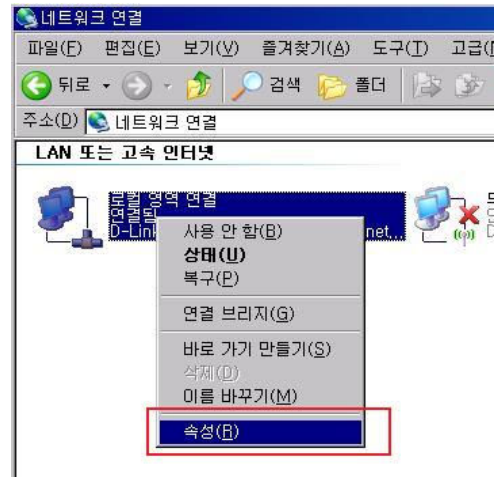 네트워크 연결
파일(F) 편집(E) 보기(V) 즐겨찾기(A) 도구(T) 고급(
뒤로 검색 폴더
주소(D) 네트워크 연결
LAN 또는 고속 인터넷
로컬 영역 연결
연결됨
D-Lin net...
사용 안 함(B)
상태(U)
복구(P)
연결 브리지(G)
바로 가기 만들기(S)
삭제(D)
이름 바꾸기(M)
속성(R)